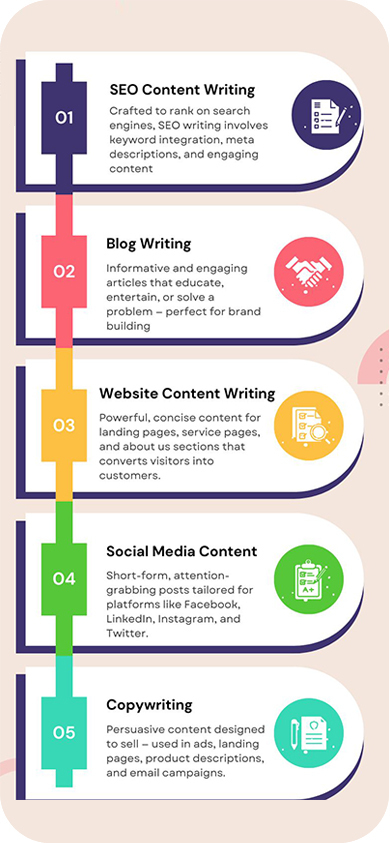 01
SEO Content Writing
Crafted to rank on search
engines, SEO writing involves
keyword integration, meta
descriptions, and engaging
content
02
Blog Writing
Informative and engaging
articles that educate,
entertain, or solve a
problem – perfect for brand
building
03
Website Content Writing
Powerful, concise content for
landing pages, service pages,
and about us sections that
converts visitors into
customers.
04
Social Media Content
Short-form, attention-
grabbing posts tailored for
platforms like Facebook,
LinkedIn, Instagram, and
Twitter.
A+
05
Copywriting
Persuasive content designed
to sell – used in ads, landing
pages, product descriptions,
and email campaigns.